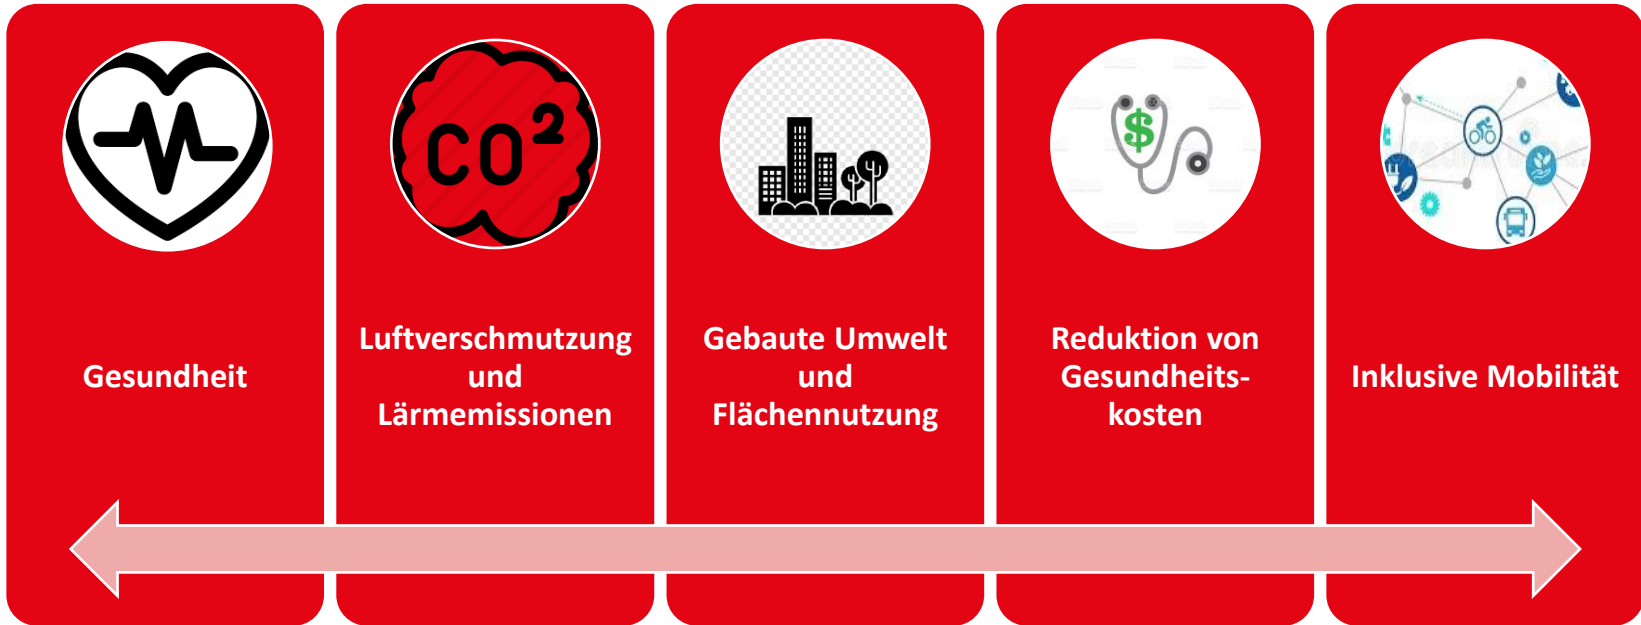 CO²
$
Gesundheit
Luftverschmutzung
und
Lärmemissionen
Gebaute Umwelt
und
Flächennutzung
Reduktion von
Gesundheits-
kosten
Inklusive Mobilität